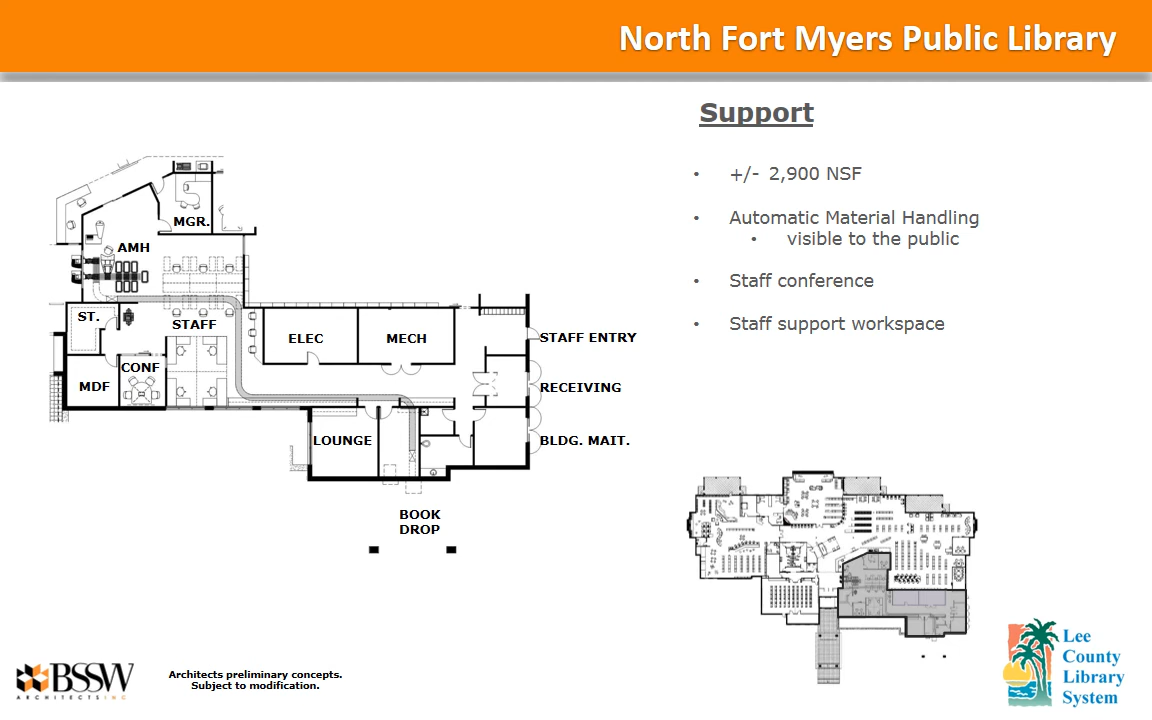 North Fort Myers Public Library
Support
• +/- 2,900 NSF
• Automatic Material Handling
• visible to the public
• Staff conference
• Staff support workspace
MGR.
AMH
ST.
STAFF
ELEC
MECH
STAFF ENTRY
CONF
MDF
RECEIVING
LOUNGE
BLDG. MAIT.
BOOK
DROP
BSSW
ARCHITECTS INC
Architects preliminary concepts.
Subject to modification.
Lee
County
Library
System